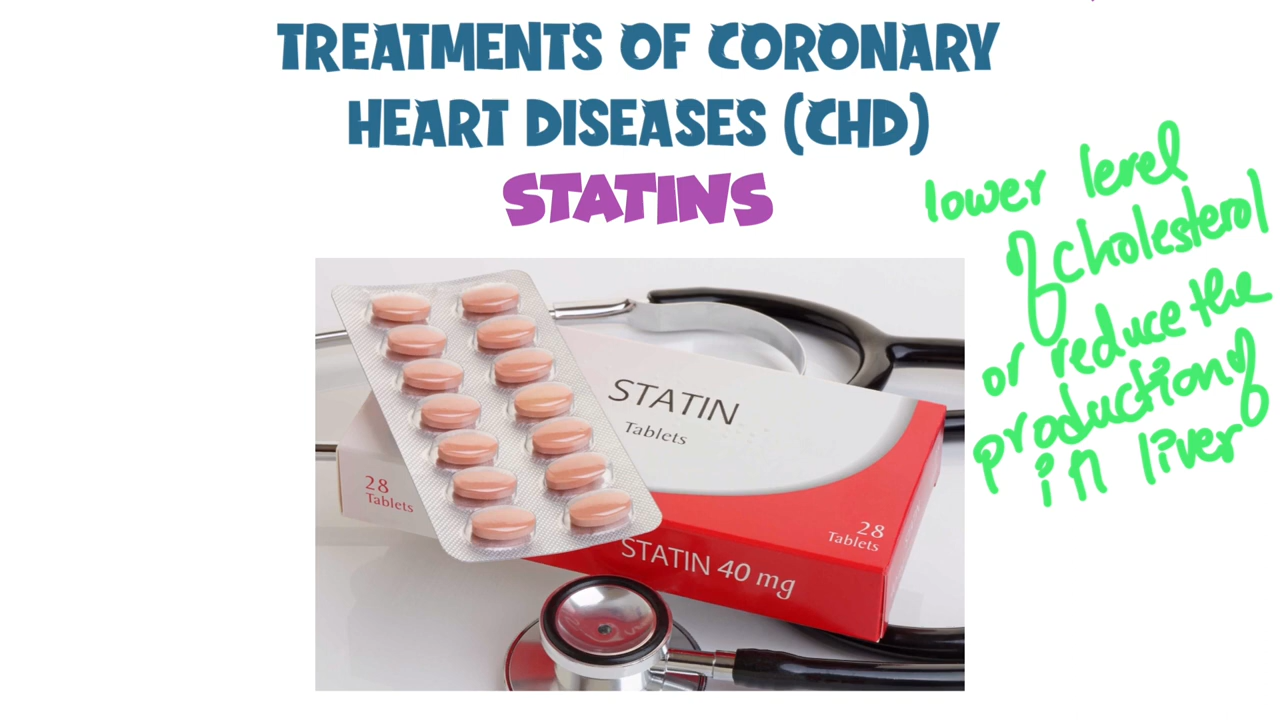 TREATMENTS OF CORONARY
HEART DISEASES (CHD)
STATINS
lower level
of cholesterol
or reduce the
production of
in liver
STATIN
Tablets
28
Tablets
28
Tablets
STATIN 40 mg